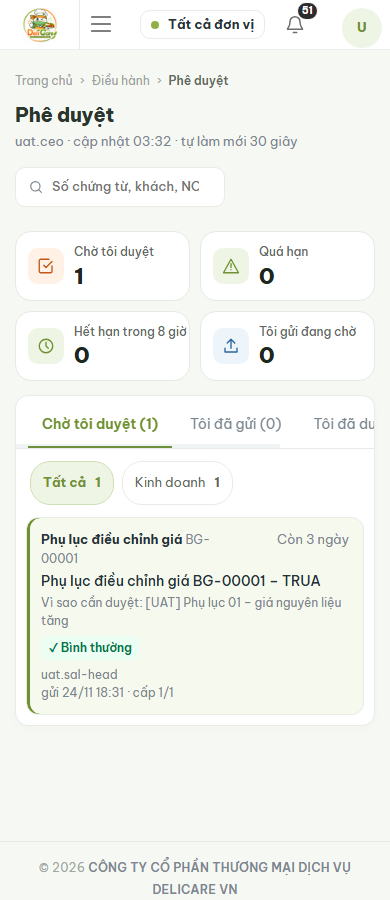 Deli Care
Tất cả đơn vị
51
U
Trang chủ › Điều hành › Phê duyệt
Phê duyệt
uat.ceo · cập nhật 03:32 · tự làm mới 30 giây
Số chứng từ, khách, NC
Chờ tôi duyệt
1
Quá hạn
0
Hết hạn trong 8 giờ
0
Tôi gửi đang chờ
0
Chờ tôi duyệt (1)
Tôi đã gửi (0)
Tôi đã du
Tất cả 1
Kinh doanh 1
Phụ lục điều chỉnh giá BG-
00001
Còn 3 ngày
Phụ lục điều chỉnh giá BG-00001 – TRUA
Vì sao cần duyệt: [UAT] Phụ lục 01 – giá nguyên liệu
tăng
✓ Bình thường
uat.sal-head
gửi 24/11 18:31 · cấp 1/1
© 2026 CÔNG TY CỔ PHẦN THƯƠNG MẠI DỊCH VỤ
DELICARE VN